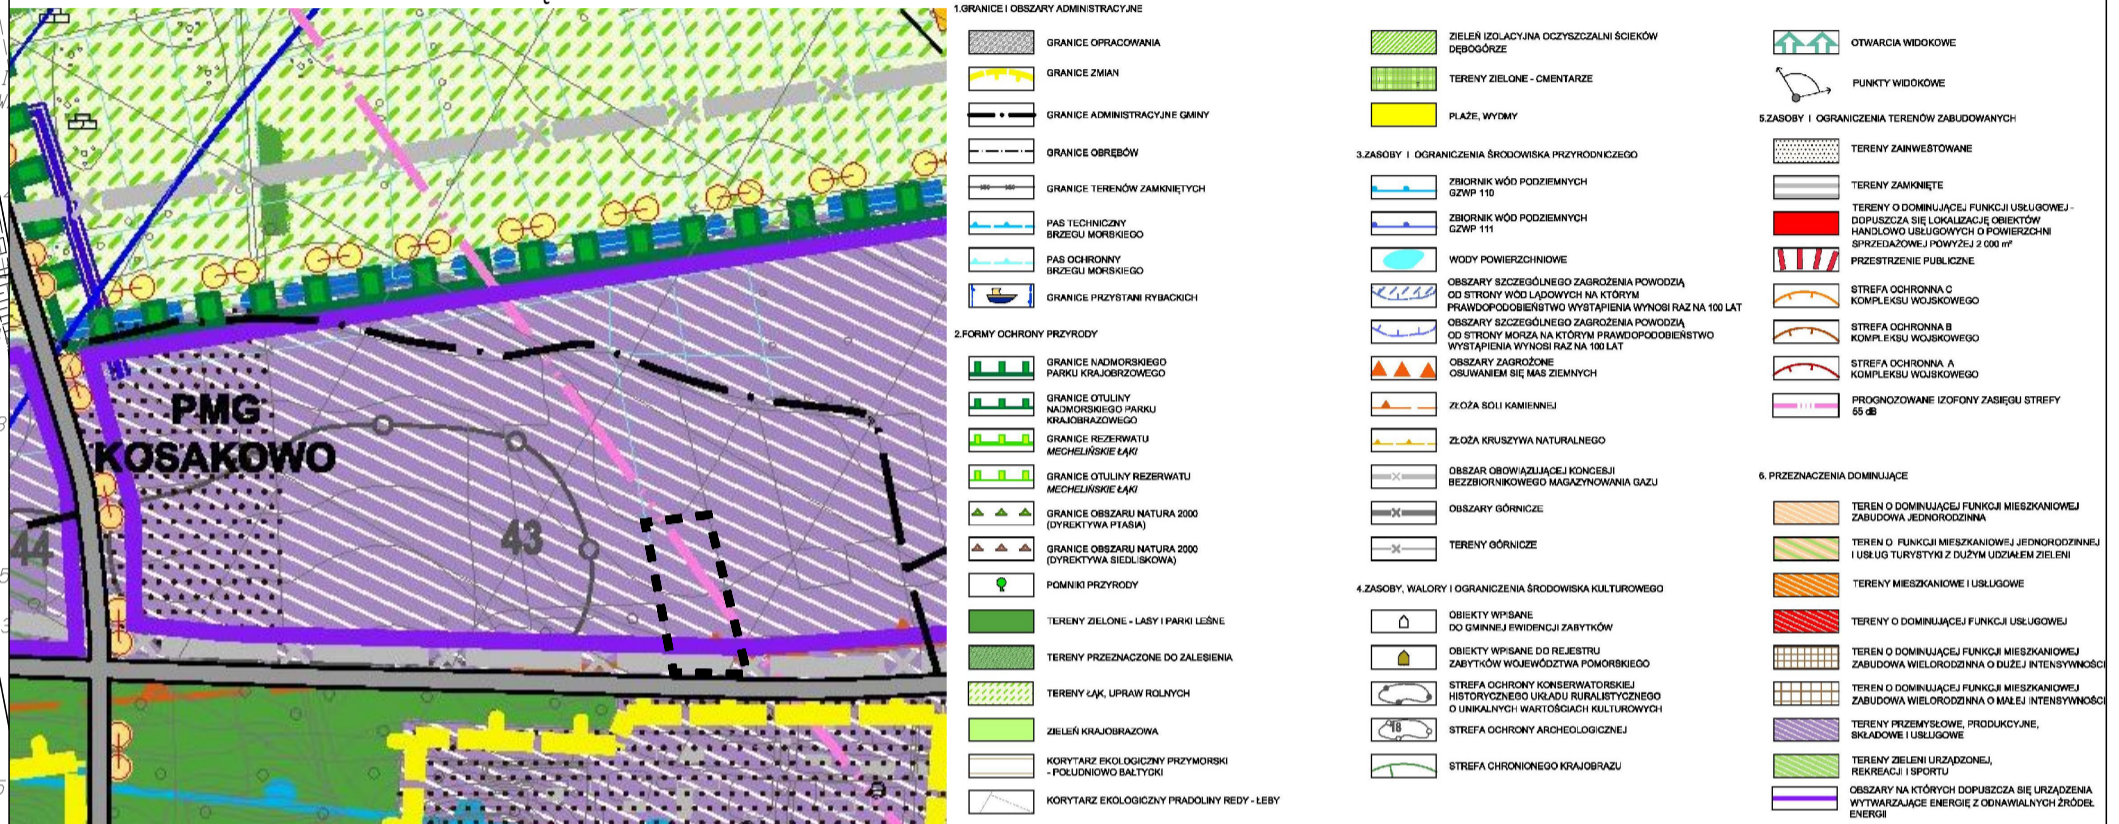 PMG
KOSAKOWO
43
44
1.GRANICE I OBSZARY ADMINISTRACYJNE
GRANICE OPRACOWANIA
GRANICE ZMIAN
GRANICE ADMINISTRACYJNE GMINY
GRANICE OBRĘBÓW
GRANICE TERENÓW ZAMKNIĘTYCH
PAS TECHNICZNY
BRZEGU MORSKIEGO
PAS OCHRONNY
BRZEGU MORSKIEGO
GRANICE PRZYSTANI RYBACKICH
2.FORMY OCHRONY PRZYRODY
GRANICE NADMORSKIEGO
PARKU KRAJOBRZOWEGO
GRANICE OTULINY
NADMORSKIEGO PARKU
KRAJOBRAZOWEGO
GRANICE REZERWATU
MECHELIŃSKIE ŁĄKI
GRANICE OTULINY REZERWATU
MECHELIŃSKIE ŁĄKI
GRANICE OBSZARU NATURA 2000
(DYREKTYWA PTASIA)
GRANICE OBSZARU NATURA 2000
(DYREKTYWA SIEDLISKOWA)
POMNIKI PRZYRODY
TERENY ZIELONE - LASY I PARKI LEŚNE
TERENY PRZEZNACZONE DO ZALESIENIA
TERENY ŁĄK, UPRAW ROLNYCH
ZIELEŃ KRAJOBRAZOWA
KORYTARZ EKOLOGICZNY PRZYMORSKI
- POŁUDNIOWO BAŁTYCKI
KORYTARZ EKOLOGICZNY PRADOLINY REDY - ŁEBY
ZIELEŃ IZOLACYJNA OCZYSZCZALNI ŚCIEKÓW
DĘBOGÓRZE
TERENY ZIELONE - CMENTARZE
PLAŻE, WYDMY
3.ZASOBY I OGRANICZENIA ŚRODOWISKA PRZYRODNICZEGO
ZBIORNIK WÓD PODZIEMNYCH
GZWP 110
ZBIORNIK WÓD PODZIEMNYCH
GZWP 111
WODY POWIERZCHNIOWE
OBSZARY SZCZEGÓLNEGO ZAGROŻENIA POWODZIĄ
OD STRONY WÓD LĄDOWYCH NA KTÓRYM
PRAWDOPODOBIEŃSTWO WYSTĄPIENIA WYNOSI RAZ NA 100 LAT
OBSZARY SZCZEGÓLNEGO ZAGROŻENIA POWODZIĄ
OD STRONY MORZA NA KTÓRYM PRAWDOPODOBIEŃSTWO
WYSTĄPIENIA WYNOSI RAZ NA 100 LAT
OBSZARY ZAGROŻONE
OSUWANIEM SIĘ MAS ZIEMNYCH
ZŁOŻA SOLI KAMIENNEJ
ZŁOŻA KRUSZYWA NATURALNEGO
OBSZAR OBOWIĄZUJĄCEJ KONCESJI
BEZZBIORNIKOWEGO MAGAZYNOWANIA GAZU
OBSZARY GÓRNICZE
TERENY GÓRNICZE
4.ZASOBY, WALORY I OGRANICZENIA ŚRODOWISKA KULTUROWEGO
OBIEKTY WPISANE
DO GMINNEJ EWIDENCJI ZABYTKÓW
OBIEKTY WPISANE DO REJESTRU
ZABYTKÓW WOJEWÓDZTWA POMORSKIEGO
STREFA OCHRONY KONSERWATORSKIEJ
HISTORYCZNEGO UKŁADU RURALISTYCZNEGO
O UNIKALNYCH WARTOŚCIACH KULTUROWYCH
18
STREFA OCHRONY ARCHEOLOGICZNEJ
STREFA CHRONIONEGO KRAJOBRAZU
OTWARCIA WIDOKOWE
PUNKTY WIDOKOWE
5.ZASOBY I OGRANICZENIA TERENÓW ZABUDOWANYCH
TERENY ZAINWESTOWANE
TERENY ZAMKNIĘTE
TERENY O DOMINUJĄCEJ FUNKCJI USŁUGOWEJ -
DOPUSZCZA SIĘ LOKALIZACJĘ OBIEKTÓW
HANDLOWO USŁUGOWYCH O POWIERZCHNI
SPRZEDAŻOWEJ POWYŻEJ 2 000 m²
PRZESTRZENIE PUBLICZNE
STREFA OCHRONNA C
KOMPLEKSU WOJSKOWEGO
STREFA OCHRONNA B
KOMPLEKSU WOJSKOWEGO
STREFA OCHRONNA A
KOMPLEKSU WOJSKOWEGO
PROGNOZOWANE IZOFONY ZASIĘGU STREFY
55 dB
6. PRZEZNACZENIA DOMINUJĄCE
TEREN O DOMINUJĄCEJ FUNKCJI MIESZKANIOWEJ
ZABUDOWA JEDNORODZINNA
TEREN O FUNKCJI MIESZKANIOWEJ JEDNORODZINNEJ
I USŁUG TURYSTYKI Z DUŻYM UDZIAŁEM ZIELENI
TERENY MIESZKANIOWE I USŁUGOWE
TERENY O DOMINUJĄCEJ FUNKCJI USŁUGOWEJ
TEREN O DOMINUJĄCEJ FUNKCJI MIESZKANIOWEJ
ZABUDOWA WIELORODZINNA O DUŻEJ INTENSYWNOŚCI
TEREN O DOMINUJĄCEJ FUNKCJI MIESZKANIOWEJ
ZABUDOWA WIELORODZINNA O MAŁEJ INTENSYWNOŚCI
TERENY PRZEMYSŁOWE, PRODUKCYJNE,
SKŁADOWE I USŁUGOWE
TERENY ZIELENI URZĄDZONEJ,
REKREACJI I SPORTU
OBSZARY NA KTÓRYCH DOPUSZCZA SIĘ URZĄDZENIA
WYTWARZAJĄCE ENERGIĘ Z ODNAWIALNYCH ŹRÓDEŁ
ENERGII